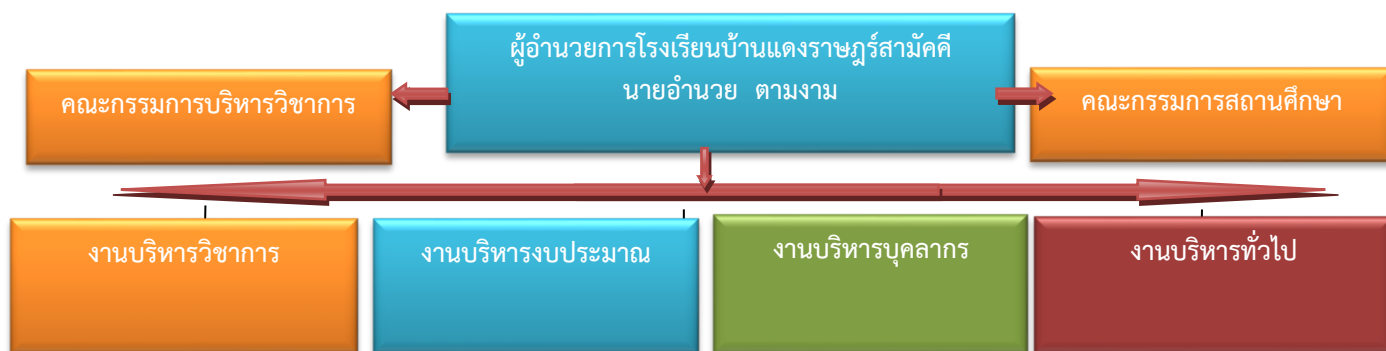 ผู้อำนวยการโรงเรียนบ้านแดงราษฎร์สามัคคี
นายอำนวย ตามงาม
คณะกรรมการบริหารวิชาการ
คณะกรรมการสถานศึกษา
งานบริหารวิชาการ
งานบริหารงบประมาณ
งานบริหารบุคลากร
งานบริหารทั่วไป